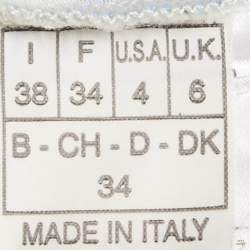 I F U.S.A. U.K.
38 34 4 6
B - CH - D - DK
34
MADE IN ITALY